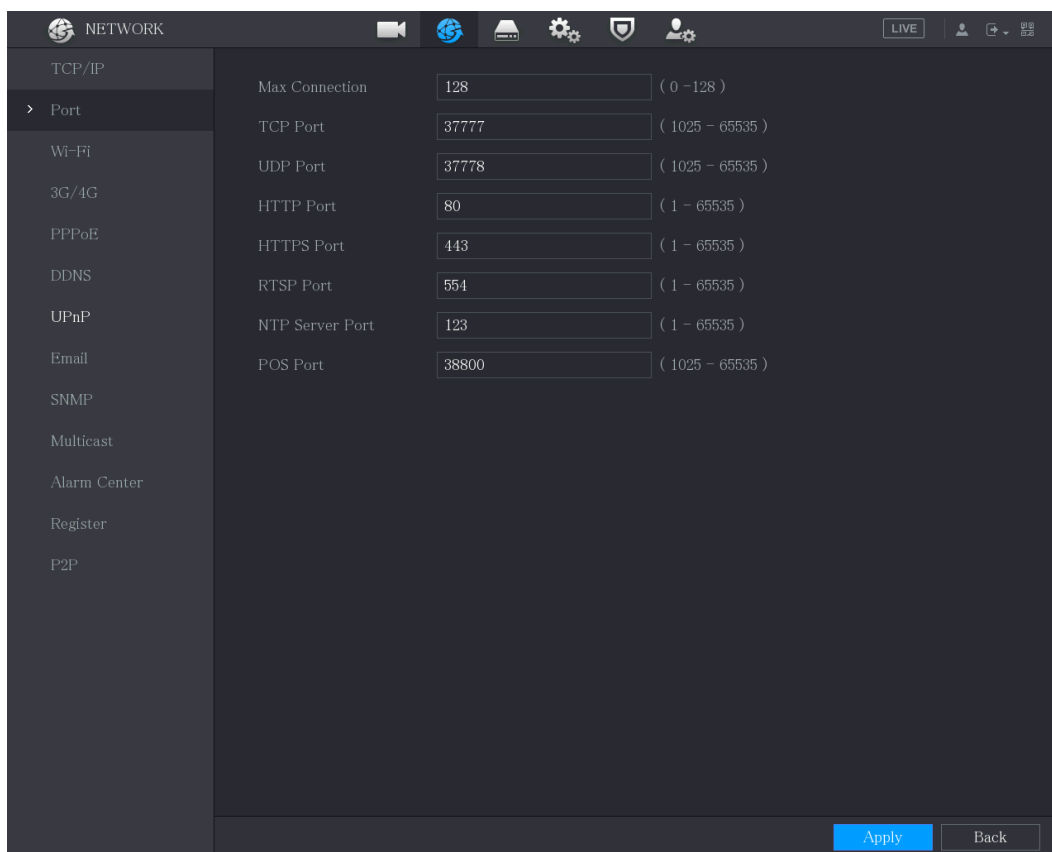 NETWORK
LIVE
TCP/IP
Port
Wi-Fi
3G/4G
PPPoE
DDNS
UPnP
Email
SNMP
Multicast
Alarm Center
Register
P2P
Max Connection 128 ( 0 -128 )
TCP Port 37777 ( 1025 - 65535 )
UDP Port 37778 ( 1025 - 65535 )
HTTP Port 80 ( 1 - 65535 )
HTTPS Port 443 ( 1 - 65535 )
RTSP Port 554 ( 1 - 65535 )
NTP Server Port 123 ( 1 - 65535 )
POS Port 38800 ( 1025 - 65535 )
Apply Back